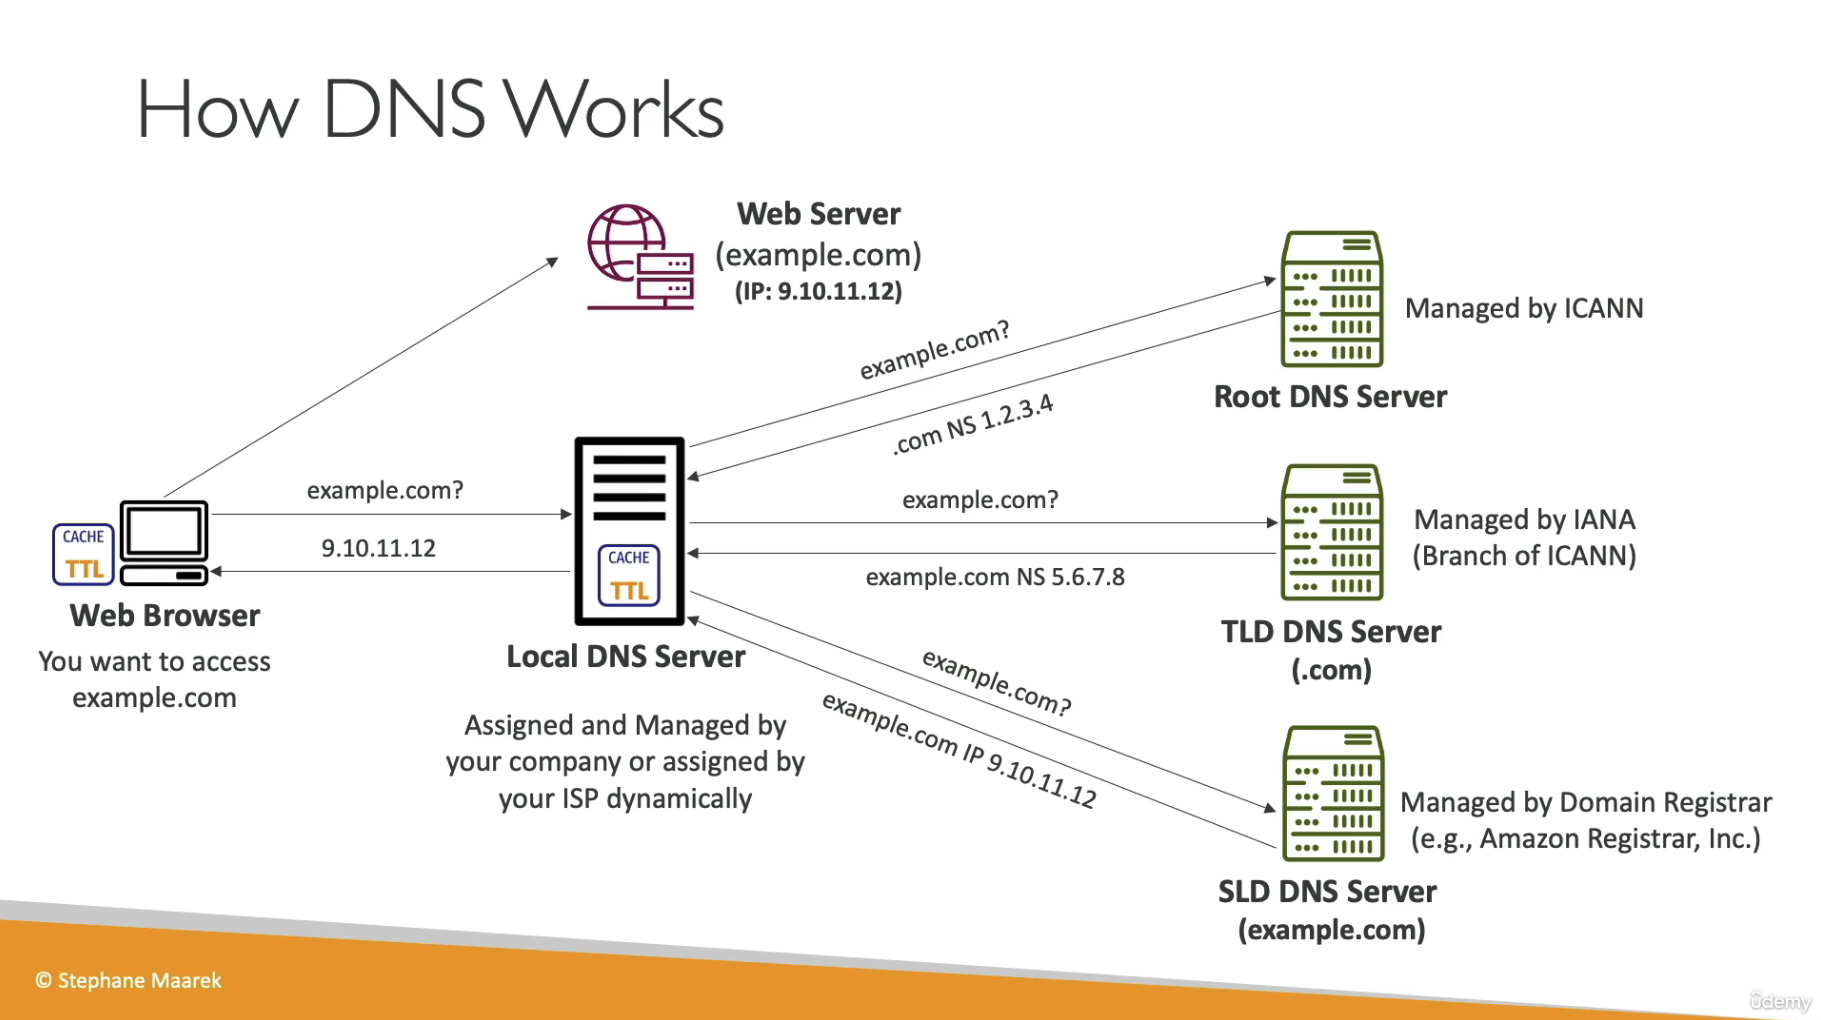 How DNS Works
Web Server
(example.com)
(IP: 9.10.11.12)
example.com?
.com NS 1.2.3.4
Managed by ICANN
Root DNS Server
example.com?
9.10.11.12
CACHE
TTL
Web Browser
You want to access
example.com
CACHE
TTL
Local DNS Server
Assigned and Managed by
your company or assigned by
your ISP dynamically
example.com?
example.com NS 5.6.7.8
Managed by IANA
(Branch of ICANN)
TLD DNS Server
(.com)
example.com?
example.com IP 9.10.11.12
Managed by Domain Registrar
(e.g., Amazon Registrar, Inc.)
SLD DNS Server
(example.com)
© Stephane Maarek
ûdemy